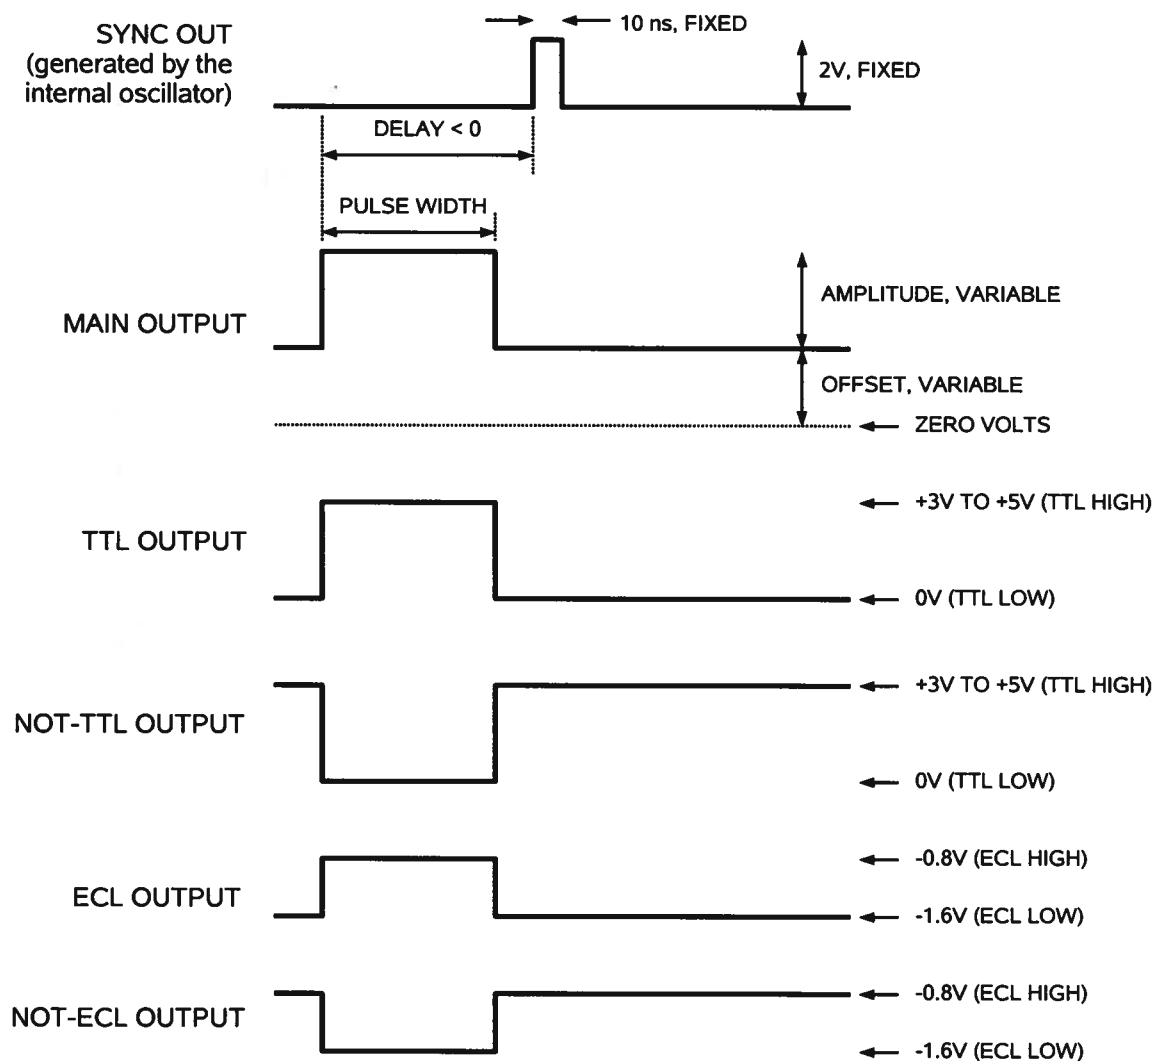 SYNC OUT
(generated by the
internal oscillator)
10 ns, FIXED
2V, FIXED
DELAY < 0
PULSE WIDTH
MAIN OUTPUT
AMPLITUDE, VARIABLE
OFFSET, VARIABLE
ZERO VOLTS
TTL OUTPUT
+3V TO +5V (TTL HIGH)
0V (TTL LOW)
NOT-TTL OUTPUT
+3V TO +5V (TTL HIGH)
0V (TTL LOW)
ECL OUTPUT
-0.8V (ECL HIGH)
-1.6V (ECL LOW)
NOT-ECL OUTPUT
-0.8V (ECL HIGH)
-1.6V (ECL LOW)